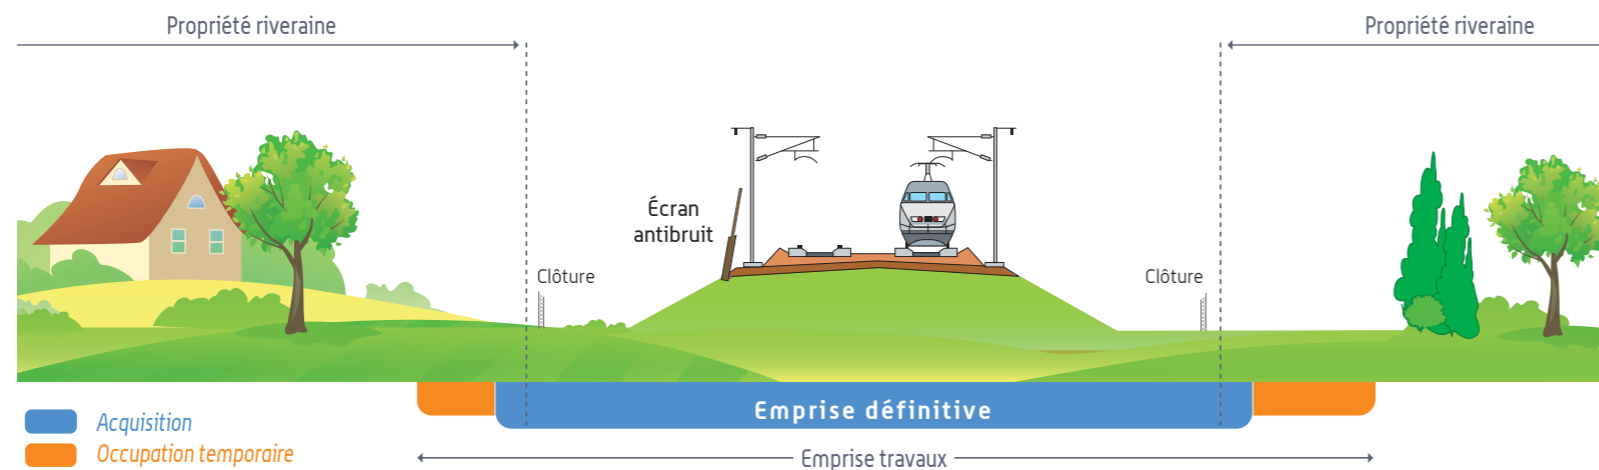 Propriété riveraine
Propriété riveraine
Écran
antibruit
Clôture
Clôture
Emprise définitive
Acquisition
Occupation temporaire
Emprise travaux